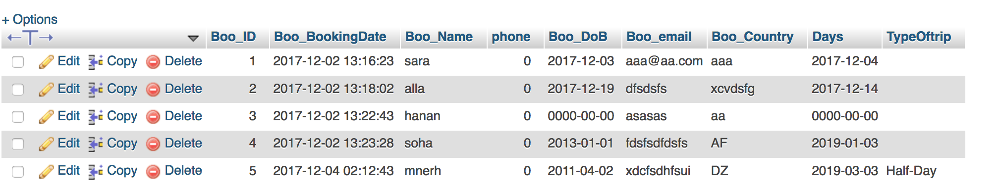 + Options
←T→ Boo_ID Boo_BookingDate Boo_Name phone Boo_DoB Boo_email Boo_Country Days TypeOftrip
Edit Copy Delete 1 2017-12-02 13:16:23 sara 0 2017-12-03 aaa@aa.com aaa 2017-12-04
Edit Copy Delete 2 2017-12-02 13:18:02 alla 0 2017-12-19 dfsdsfs xcvdsfg 2017-12-14
Edit Copy Delete 3 2017-12-02 13:22:43 hanan 0 0000-00-00 asasas aa 0000-00-00
Edit Copy Delete 4 2017-12-02 13:23:28 soha 0 2013-01-01 fdsfsdfdsfs AF 2019-01-03
Edit Copy Delete 5 2017-12-04 02:12:43 mnerh 0 2011-04-02 xdcfsdhfsui DZ 2019-03-03 Half-Day